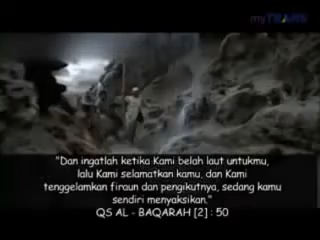 myTRANS
"Dan ingatlah ketika Kami belah laut untukmu,
lalu Kami selamatkan kamu, dan Kami
tenggelamkan firaun dan pengikutnya, sedang kamu
sendiri menyaksikan."
QS AL - BAQARAH [2] : 50